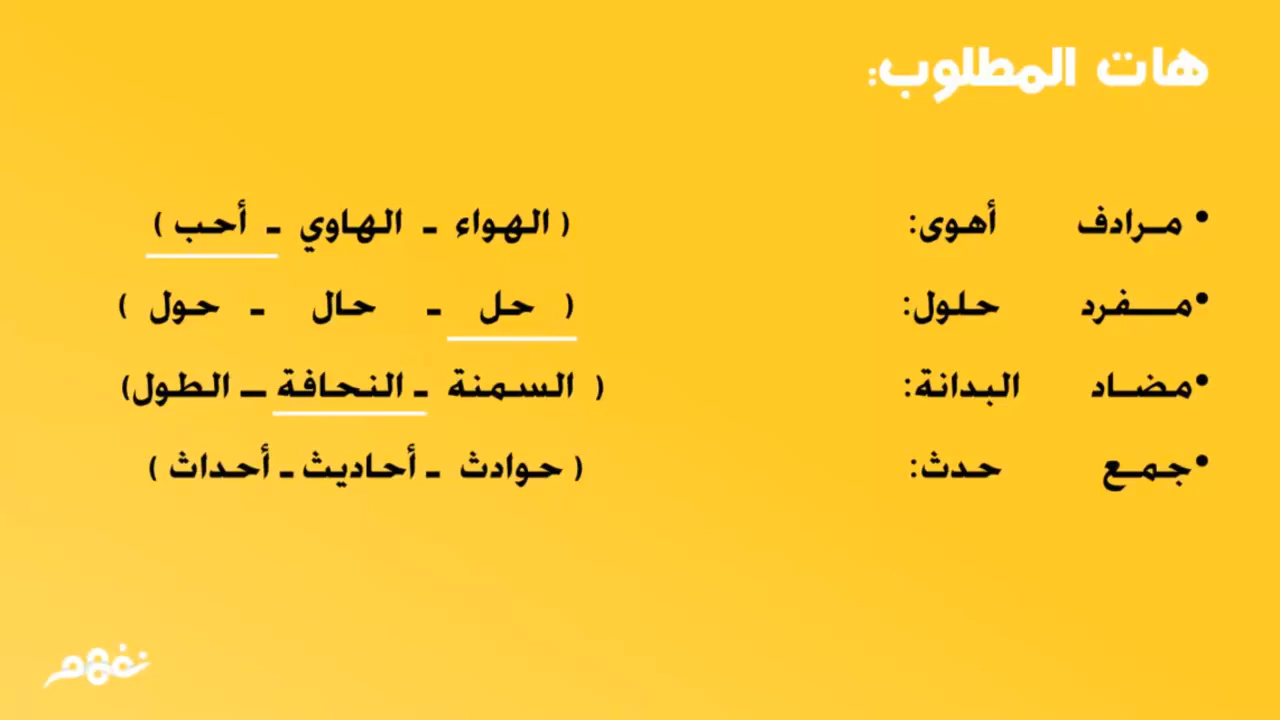 هات المطلوب:
• مرادف أهوى: ( الهواء - الهاوي - أحب )
• مفرد حلول: ( حل - حال - حول )
• مضاد البدانة: ( السمنة - النحافة - الطول)
• جمع حدث: ( حوادث - أحاديث - أحداث )
نفهم